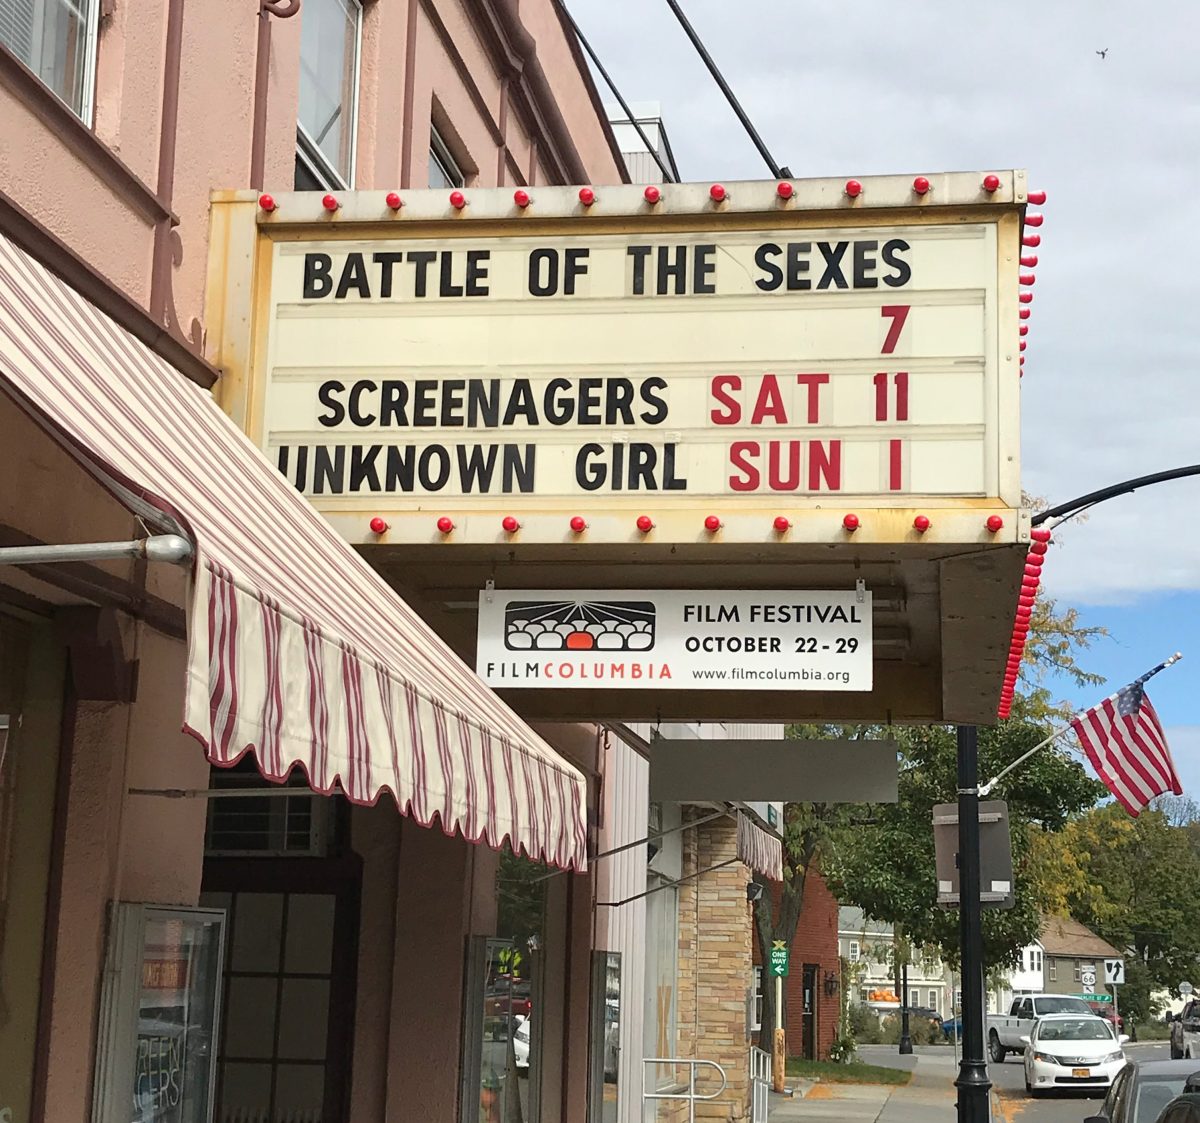 BATTLE OF THE SEXES
7
SCREENAGERS SAT 11
UNKNOWN GIRL SUN 1
FILM FESTIVAL
OCTOBER 22-29
FILMCOLUMBIA
www.filmcolumbia.org
ONE
WAY
66